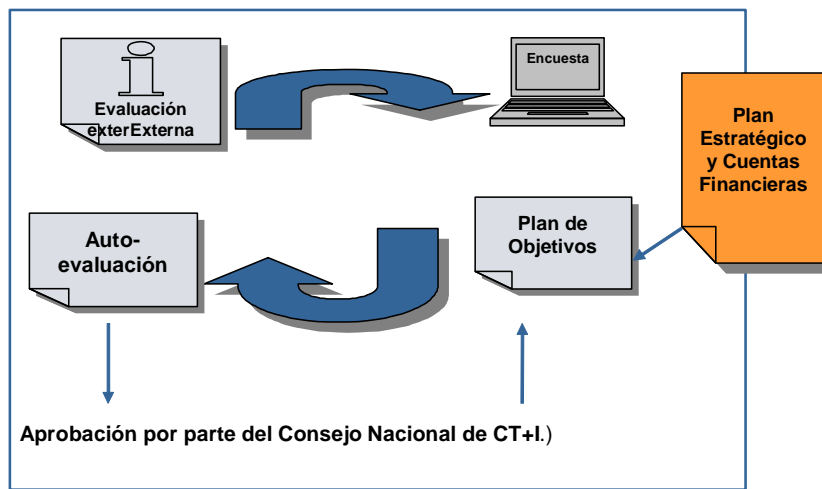 Evaluación
exterExterna
Encuesta
Plan
Estratégico
y Cuentas
Financieras
Auto-
evaluación
Plan de
Objetivos
Aprobación por parte del Consejo Nacional de CT+I.)